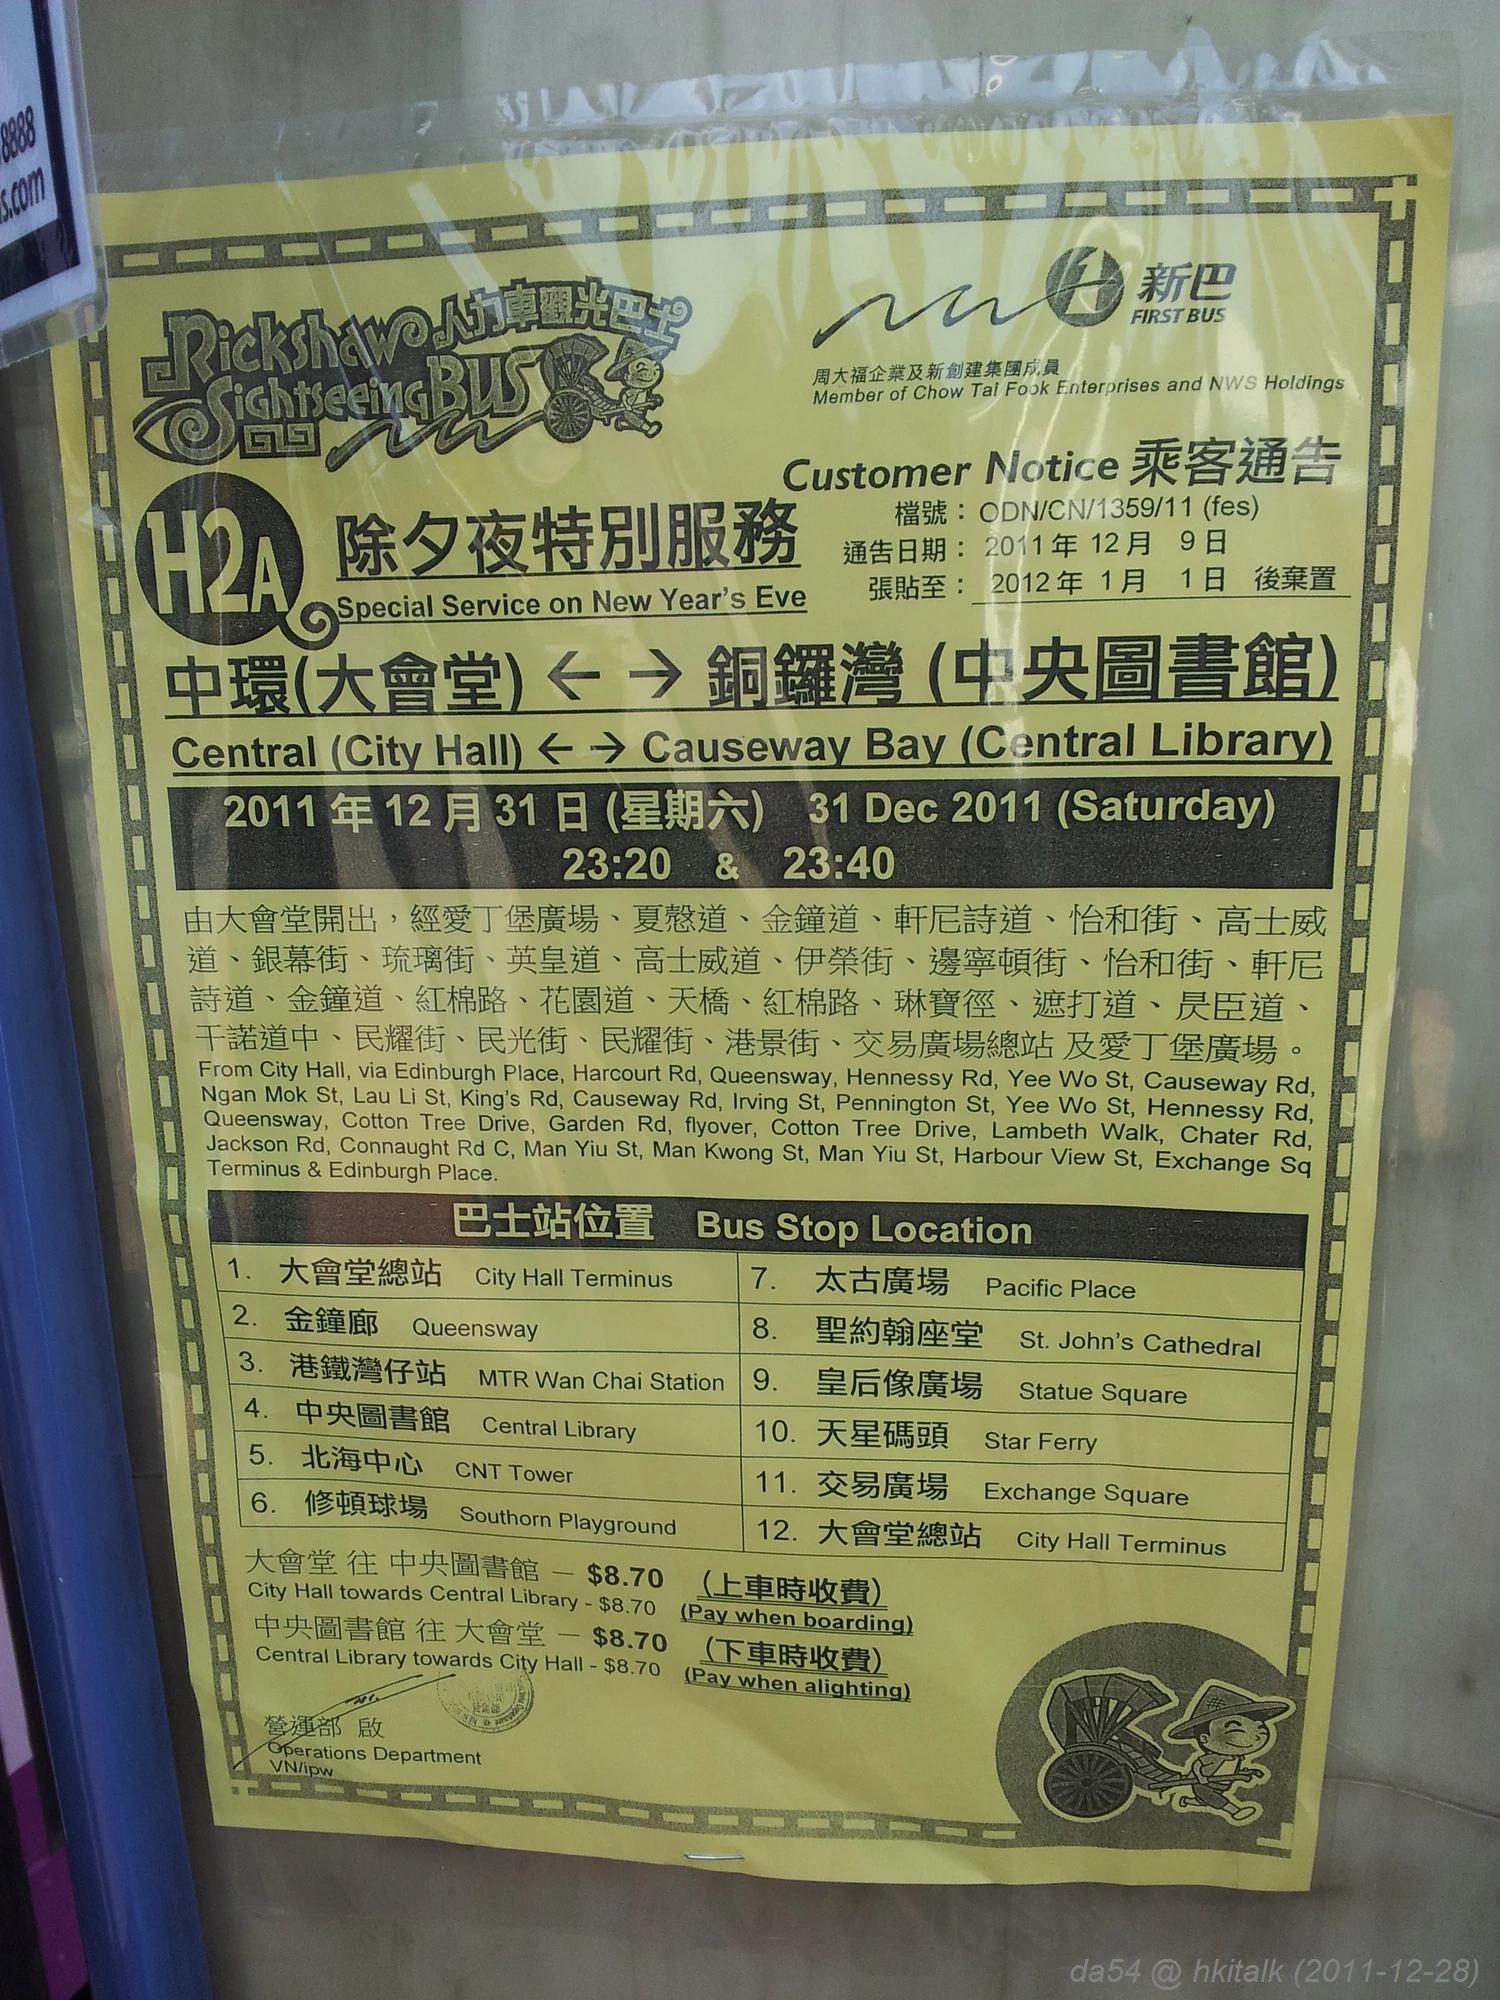 8888
s.com
Rickshaw 人力車觀光巴士
Sightseeing BUS
新巴
FIRST BUS
周大福企業及新創建集團成員
Member of Chow Tai Fook Enterprises and NWS Holdings
Customer Notice 乘客通告
檔號： ODN/CN/1359/11 (fes)
通告日期： 2011 年 12 月 9 日
張貼至： 2012 年 1 月 1 日 後棄置
H2A
除夕夜特別服務
Special Service on New Year's Eve
中環(大會堂) ← → 銅鑼灣 (中央圖書館)
Central (City Hall) ← → Causeway Bay (Central Library)
2011 年 12 月 31 日 (星期六) 31 Dec 2011 (Saturday)
23:20 & 23:40
由大會堂開出，經愛丁堡廣場、夏慤道、金鐘道、軒尼詩道、怡和街、高士威
道、銀幕街、琉璃街、英皇道、高士威道、伊榮街、邊寧頓街、怡和街、軒尼
詩道、金鐘道、紅棉路、花園道、天橋、紅棉路、琳寶徑、遮打道、昃臣道、
干諾道中、民耀街、民光街、民耀街、港景街、交易廣場總站 及愛丁堡廣場。
From City Hall, via Edinburgh Place, Harcourt Rd, Queensway, Hennessy Rd, Yee Wo St, Causeway Rd,
Ngan Mok St, Lau Li St, King's Rd, Causeway Rd, Irving St, Pennington St, Yee Wo St, Hennessy Rd,
Queensway, Cotton Tree Drive, Garden Rd, flyover, Cotton Tree Drive, Lambeth Walk, Chater Rd,
Jackson Rd, Connaught Rd C, Man Yiu St, Man Kwong St, Man Yiu St, Harbour View St, Exchange Sq
Terminus & Edinburgh Place.
巴士站位置 Bus Stop Location
1. 大會堂總站 City Hall Terminus
2. 金鐘廊 Queensway
3. 港鐵灣仔站 MTR Wan Chai Station
4. 中央圖書館 Central Library
5. 北海中心 CNT Tower
6. 修頓球場 Southorn Playground
7. 太古廣場 Pacific Place
8. 聖約翰座堂 St. John's Cathedral
9. 皇后像廣場 Statue Square
10. 天星碼頭 Star Ferry
11. 交易廣場 Exchange Square
12. 大會堂總站 City Hall Terminus
大會堂 往 中央圖書館 – $8.70 (上車時收費)
City Hall towards Central Library - $8.70 (Pay when boarding)
中央圖書館 往 大會堂 – $8.70 (下車時收費)
Central Library towards City Hall - $8.70 (Pay when alighting)
營運部 啟
Operations Department
VN/ipw
da54 @ hkitalk (2011-12-28)